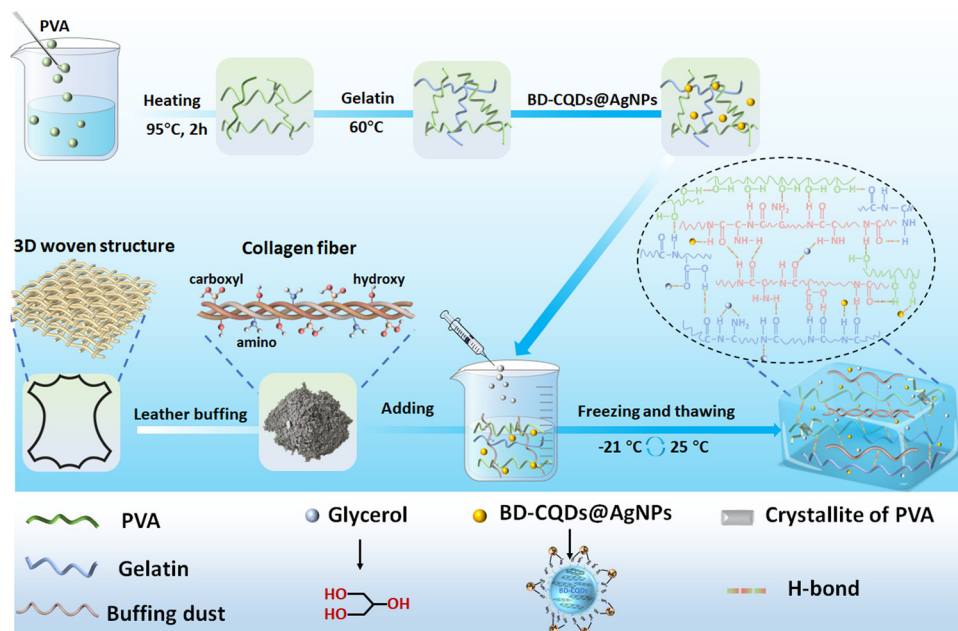 PVA
Heating
95°C, 2h
Gelatin
60°C
BD-CQDs@AgNPs
3D woven structure
Collagen fiber
carboxyl
hydroxy
amino
Leather buffing
Adding
Freezing and thawing
-21 °C 25 °C
PVA
Glycerol
BD-CQDs@AgNPs
Crystallite of PVA
Gelatin
HO
HO
OH
BD-CQDs
H-bond
Buffing dust